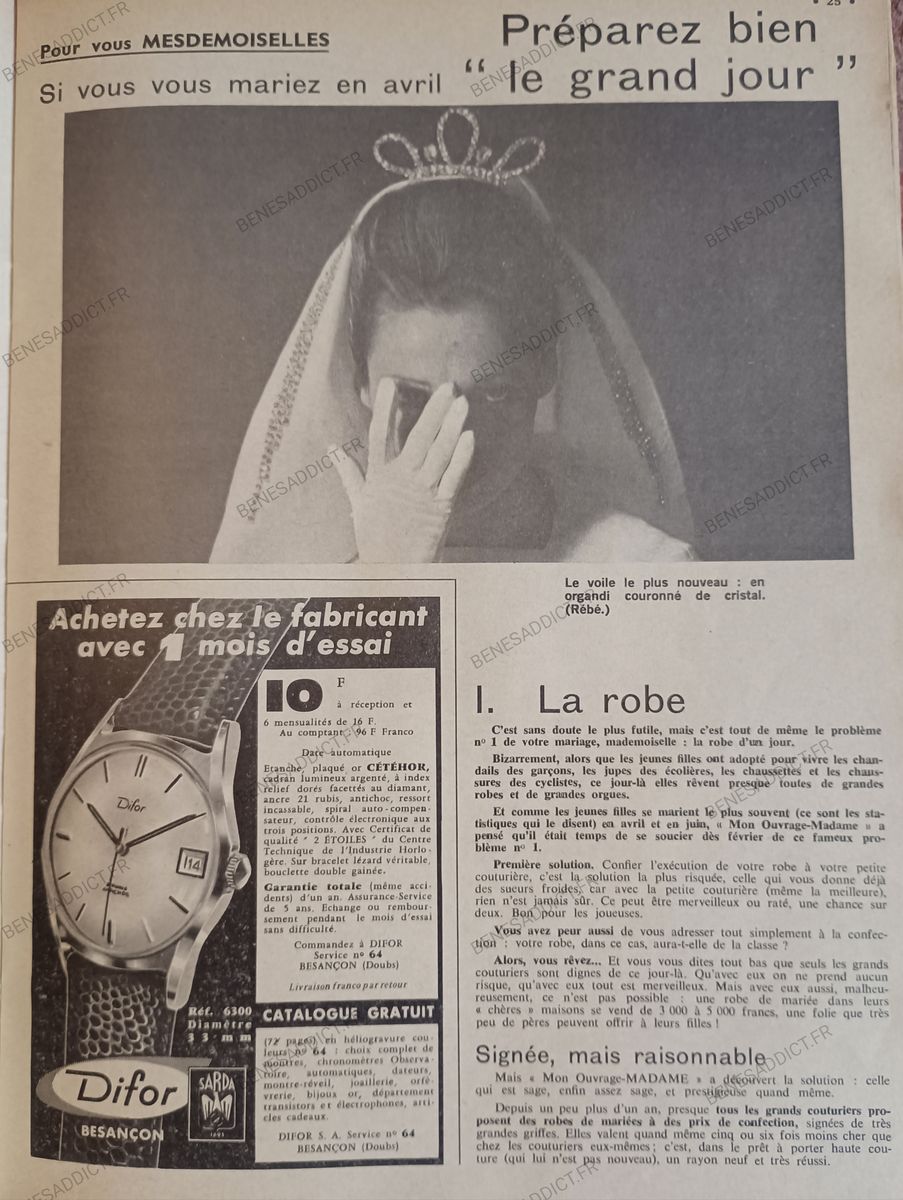 • 25 •
Pour vous MESDEMOISELLES
Si vous vous mariez en avril
Préparez bien
“ le grand jour ”
Le voile le plus nouveau : en
organdi couronné de cristal.
(Rébé.)
Achetez chez le fabricant
avec 1 mois d'essai
10 F
à réception et
6 mensualités de 16 F.
Au comptant : 96 F Franco
Date automatique
Etanche, plaqué or CÉTÉHOR,
cadran lumineux argenté, à index
relief dorés facettés au diamant,
ancre 21 rubis, antichoc, ressort
incassable, spiral auto-compen-
sateur, contrôle électronique aux
trois positions. Avec Certificat de
qualité " 2 ÉTOILES " du Centre
Technique de l'Industrie Horlo-
gère. Sur bracelet lézard véritable,
bouclette double gainée.
Garantie totale (même acci-
dents) d'un an. Assurance-Service
de 5 ans. Echange ou rembour-
sement pendant le mois d'essai
sans difficulté.
Commandez à DIFOR
Service nº 64
BESANÇON (Doubs)
Livraison franco par retour
Difor
14
Réf. 6300
Diamètre
33 mm
CATALOGUE GRATUIT
(72 pages) en héliogravure cou-
leurs nº 64 : choix complet de
montres, chronomètres Observa-
toire, automatiques, dateurs,
montre-réveil, joaillerie, orfè-
vrerie, bijoux or, département
transistors et électrophones, arti-
cles cadeaux.
DIFOR S. A. Service nº 64
BESANÇON (Doubs)
Difor
BESANÇON
SARDA
I. La robe
C'est sans doute le plus futile, mais c'est tout de même le problème
nº 1 de votre mariage, mademoiselle : la robe d'un jour.
Bizarrement, alors que les jeunes filles ont adopté pour vivre les chan-
dails des garçons, les jupes des écolières, les chaussettes et les chaus-
sures des cyclistes, ce jour-là elles rêvent presque toutes de grandes
robes et de grandes orgues.
Et comme les jeunes filles se marient le plus souvent (ce sont les sta-
tistiques qui le disent) en avril et en juin, « Mon Ouvrage-Madame » a
pensé qu'il était temps de se soucier dès février de ce fameux pro-
blème nº 1.
Première solution. Confier l'exécution de votre robe à votre petite
couturière, c'est la solution la plus risquée, celle qui vous donne déjà
des sueurs froides, car avec la petite couturière (même la meilleure),
rien n'est jamais sûr. Ce peut être merveilleux ou raté, une chance sur
deux. Bon pour les joueuses.
Vous avez peur aussi de vous adresser tout simplement à la confec-
tion : votre robe, dans ce cas, aura-t-elle de la classe ?
Alors, vous rêvez... Et vous vous dites tout bas que seuls les grands
couturiers sont dignes de ce jour-là. Qu'avec eux on ne prend aucun
risque, qu'avec eux tout est merveilleux. Mais avec eux aussi, malheu-
reusement, ce n'est pas possible : une robe de mariée dans leurs
« chères » maisons se vend de 3 000 à 5 000 francs, une folie que très
peu de pères peuvent offrir à leurs filles !
Signée, mais raisonnable
Mais « Mon Ouvrage-MADAME » a découvert la solution : celle
qui est sage, enfin assez sage, et prestigieuse quand même.
Depuis un peu plus d'un an, presque tous les grands couturiers pro-
posent des robes de mariées à des prix de confection, signées de très
grandes griffes. Elles valent quand même cinq ou six fois moins cher que
chez les couturiers eux-mêmes ; c'est, dans le prêt à porter haute cou-
ture (qui lui n'est pas nouveau), un rayon neuf et très réussi.
BENESADDICT.FR